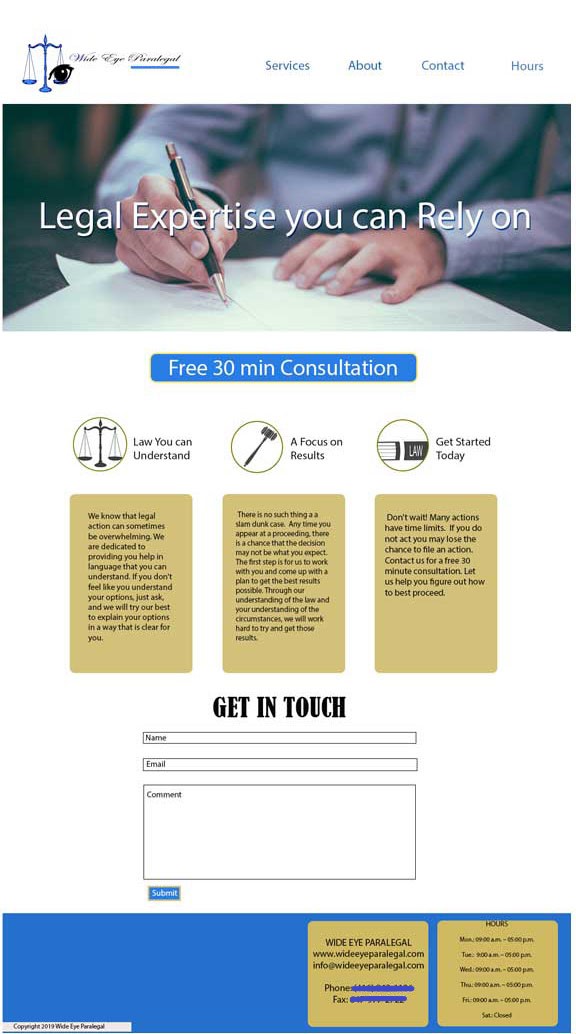 Wide Eye Paralegal
Services About Contact Hours
Legal Expertise you can Rely on
Free 30 min Consultation
Law You can
Understand
A Focus on
Results
LAW
Get Started
Today
We know that legal
action can sometimes
be overwhelming. We
are dedicated to
providing you help in
language that you can
understand. If you don't
feel like you understand
your options, just ask,
and we will try our best
to explain your options
in a way that is clear for
you.
There is no such thing a a
slam dunk case. Any time you
appear at a proceeding, there
is a chance that the decision
may not be what you expect.
The first step is for us to work
with you and come up with a
plan to get the best results
possible. Through our
understanding of the law and
your understanding of the
circumstances, we will work
hard to try and get those
results.
Don't wait! Many actions
have time limits. If you do
not act you may lose the
chance to file an action.
Contact us for a free 30
minute consultation. Let
us help you figure out how
to best proceed.
GET IN TOUCH
Name
Email
Comment
Submit
WIDE EYE PARALEGAL
www.wideeyeparalegal.com
info@wideeyeparalegal.com
Phone:
Fax:
HOURS
Mon.: 09:00 a.m. – 05:00 p.m.
Tue.: 9:00 a.m. – 05:00 p.m.
Wed.: 09:00 a.m. – 05:00 p.m.
Thu.: 09:00 a.m. – 05:00 p.m.
Fri.: 09:00 a.m. – 05:00 p.m.
Sat.: Closed
Copyright 2019 Wide Eye Paralegal